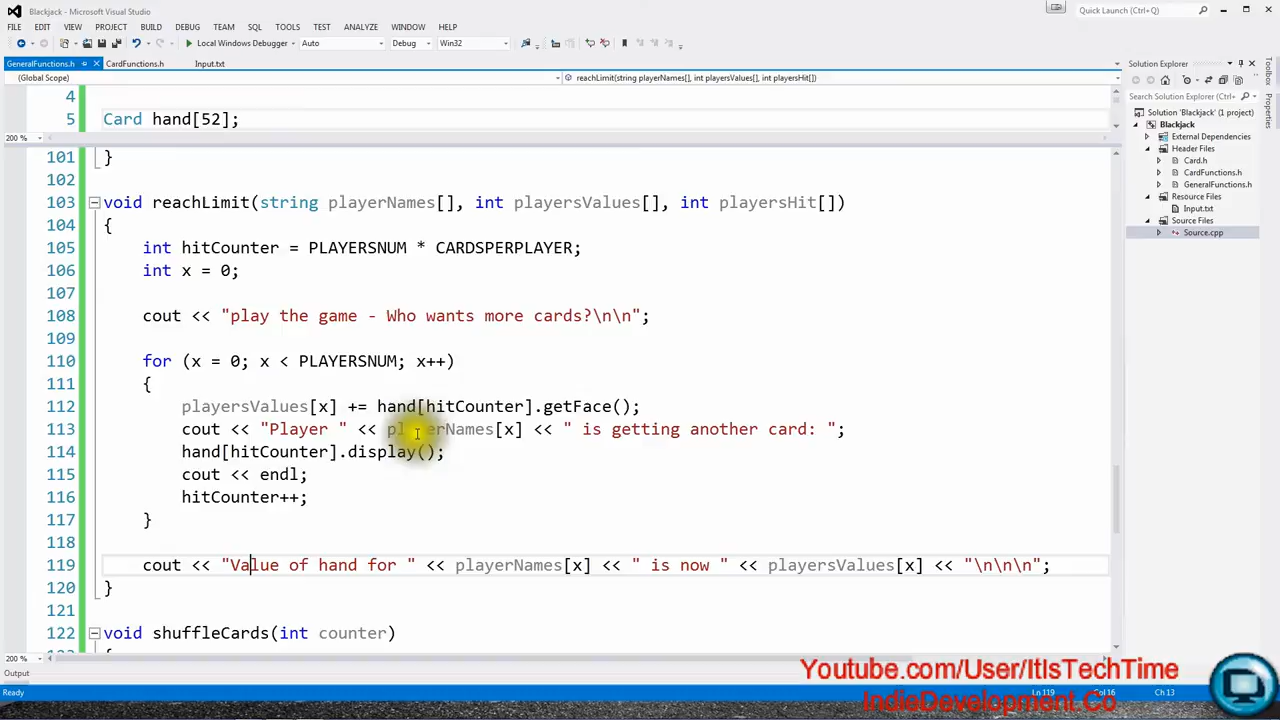 Blackjack - Microsoft Visual Studio
Quick Launch (Ctrl+Q)
FILE EDIT VIEW PROJECT BUILD DEBUG TEAM SQL TOOLS TEST ANALYZE WINDOW HELP
Local Windows Debugger Auto Debug Win32
GeneralFunctions.h CardFunctions.h Input.txt
(Global Scope) reachLimit(string playerNames[], int playersValues[], int playersHit[])
4
5 Card hand[52];
200 %
101 }
102
103 void reachLimit(string playerNames[], int playersValues[], int playersHit[])
104 {
105 int hitCounter = PLAYERSNUM * CARDSPERPLAYER;
106 int x = 0;
107
108 cout << "play the game - Who wants more cards?\n\n";
109
110 for (x = 0; x < PLAYERSNUM; x++)
111 {
112 playersValues[x] += hand[hitCounter].getFace();
113 cout << "Player " << playerNames[x] << " is getting another card: ";
114 hand[hitCounter].display();
115 cout << endl;
116 hitCounter++;
117 }
118
119 cout << "Value of hand for " << playerNames[x] << " is now " << playersValues[x] << "\n\n\n";
120 }
121
122 void shuffleCards(int counter)
200 %
Output
Ready Ln 119 Col 16 Ch 13
Solution Explorer
Search Solution Explorer (Ctrl+
Solution 'Blackjack' (1 project)
Blackjack
External Dependencies
Header Files
Card.h
CardFunctions.h
GeneralFunctions.h
Resource Files
Input.txt
Source Files
Source.cpp
Toolbox
Properties
Youtube.com/User/ItIsTechTime
IndieDevelopment.Co